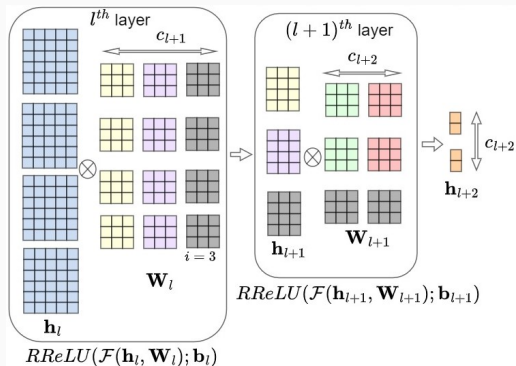 l^{th} layer
c_{l+1}
i = 3
W_l
h_l
RReLU(F(h_l, W_l); b_l)
(l + 1)^{th} layer
c_{l+2}
h_{l+1}
W_{l+1}
RReLU(F(h_{l+1}, W_{l+1}); b_{l+1})
c_{l+2}
h_{l+2}